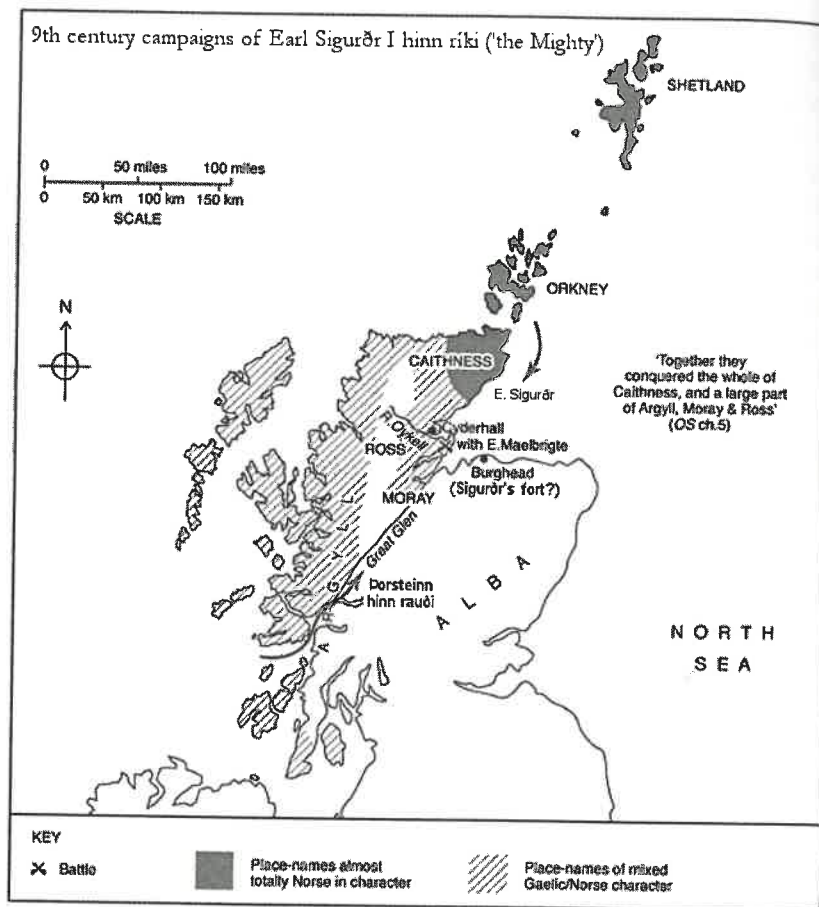 9th century campaigns of Earl Sigurðr I hinn ríki ('the Mighty')
SHETLAND
0 50 miles 100 miles
0 50 km 100 km 150 km
SCALE
ORKNEY
N
CAITHNESS
E. Sigurðr
'Together they
conquered the whole of
Caithness, and a large part
of Argyll, Moray & Ross'
(OS ch.5)
R. Oykell
Cyderhall
with E.Maelbrigte
ROSS
Burghead
(Sigurðr's fort?)
MORAY
Great Glen
ARGYLL
Þorsteinn
hinn rauði
ALBA
NORTH
SEA
KEY
Battle
Place-names almost
totally Norse in character
Place-names of mixed
Gaelic/Norse character